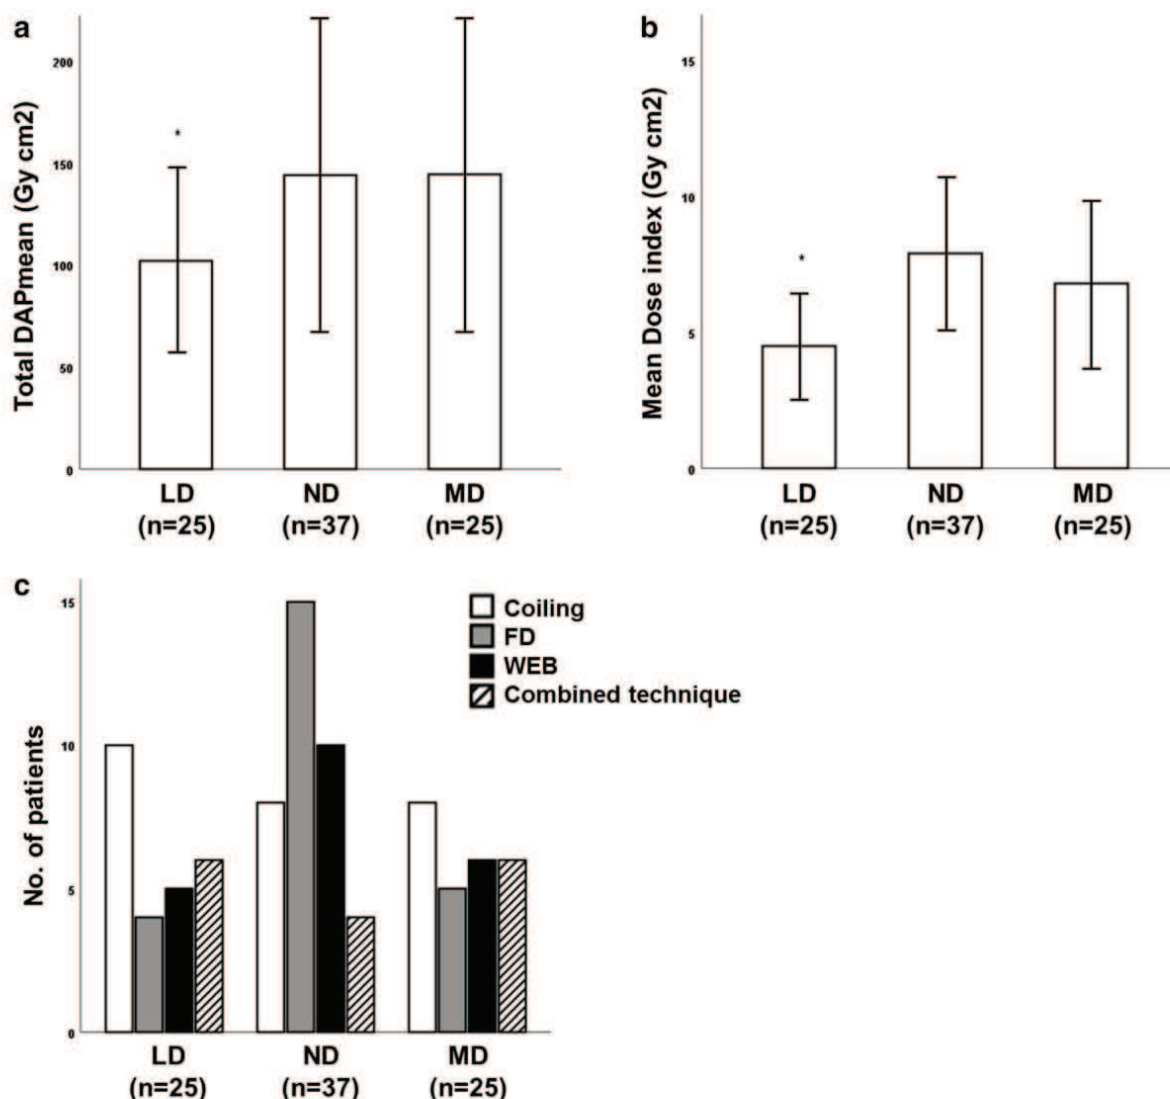 a
Total DAPmean (Gy cm2)
200
150
100
50
0
*
LD
(n=25)
ND
(n=37)
MD
(n=25)
b
Mean Dose index (Gy cm2)
15
10
5
0
*
LD
(n=25)
ND
(n=37)
MD
(n=25)
c
No. of patients
15
10
5
0
Coiling
FD
WEB
Combined technique
LD
(n=25)
ND
(n=37)
MD
(n=25)